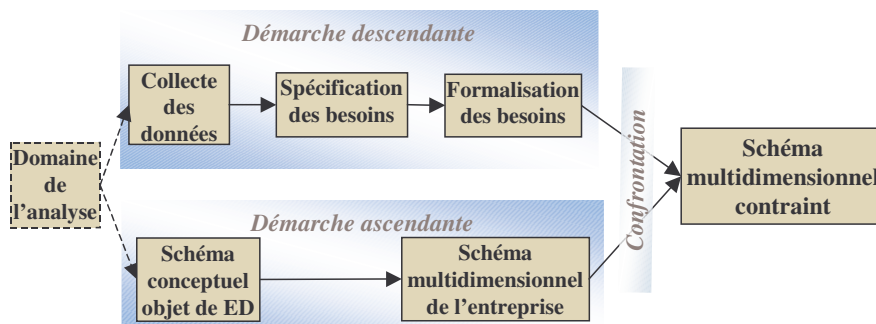 Démarche descendante
Collecte
des
données
Spécification
des besoins
Formalisation
des besoins
Domaine
de
l’analyse
Confrontation
Schéma
multidimensionnel
contraint
Démarche ascendante
Schéma
conceptuel
objet de ED
Schéma
multidimensionnel
de l’entreprise